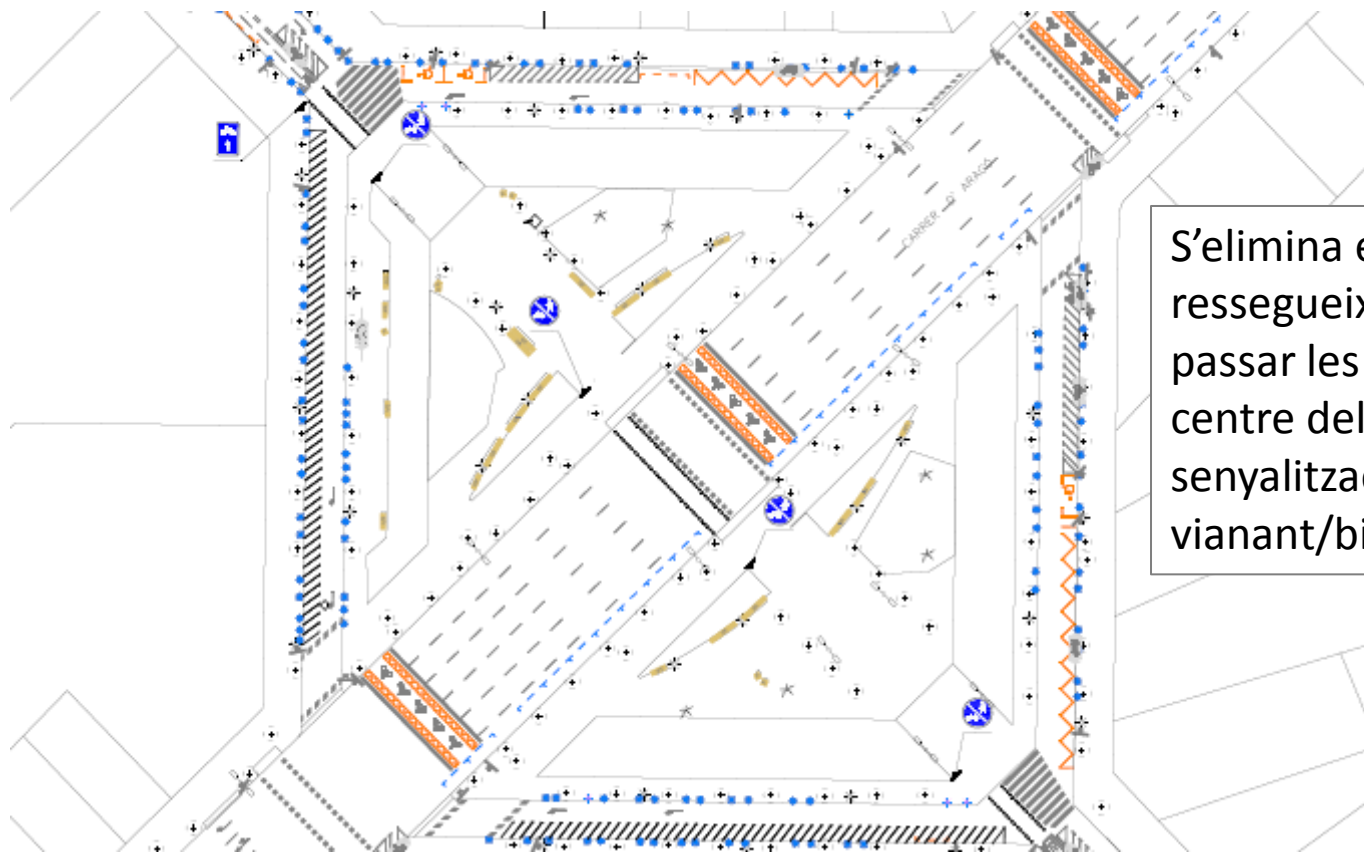 CARRER D' ARAGÓ
S'elimina e
ressegueix
passar les
centre del
senyalitzac
vianant/bi